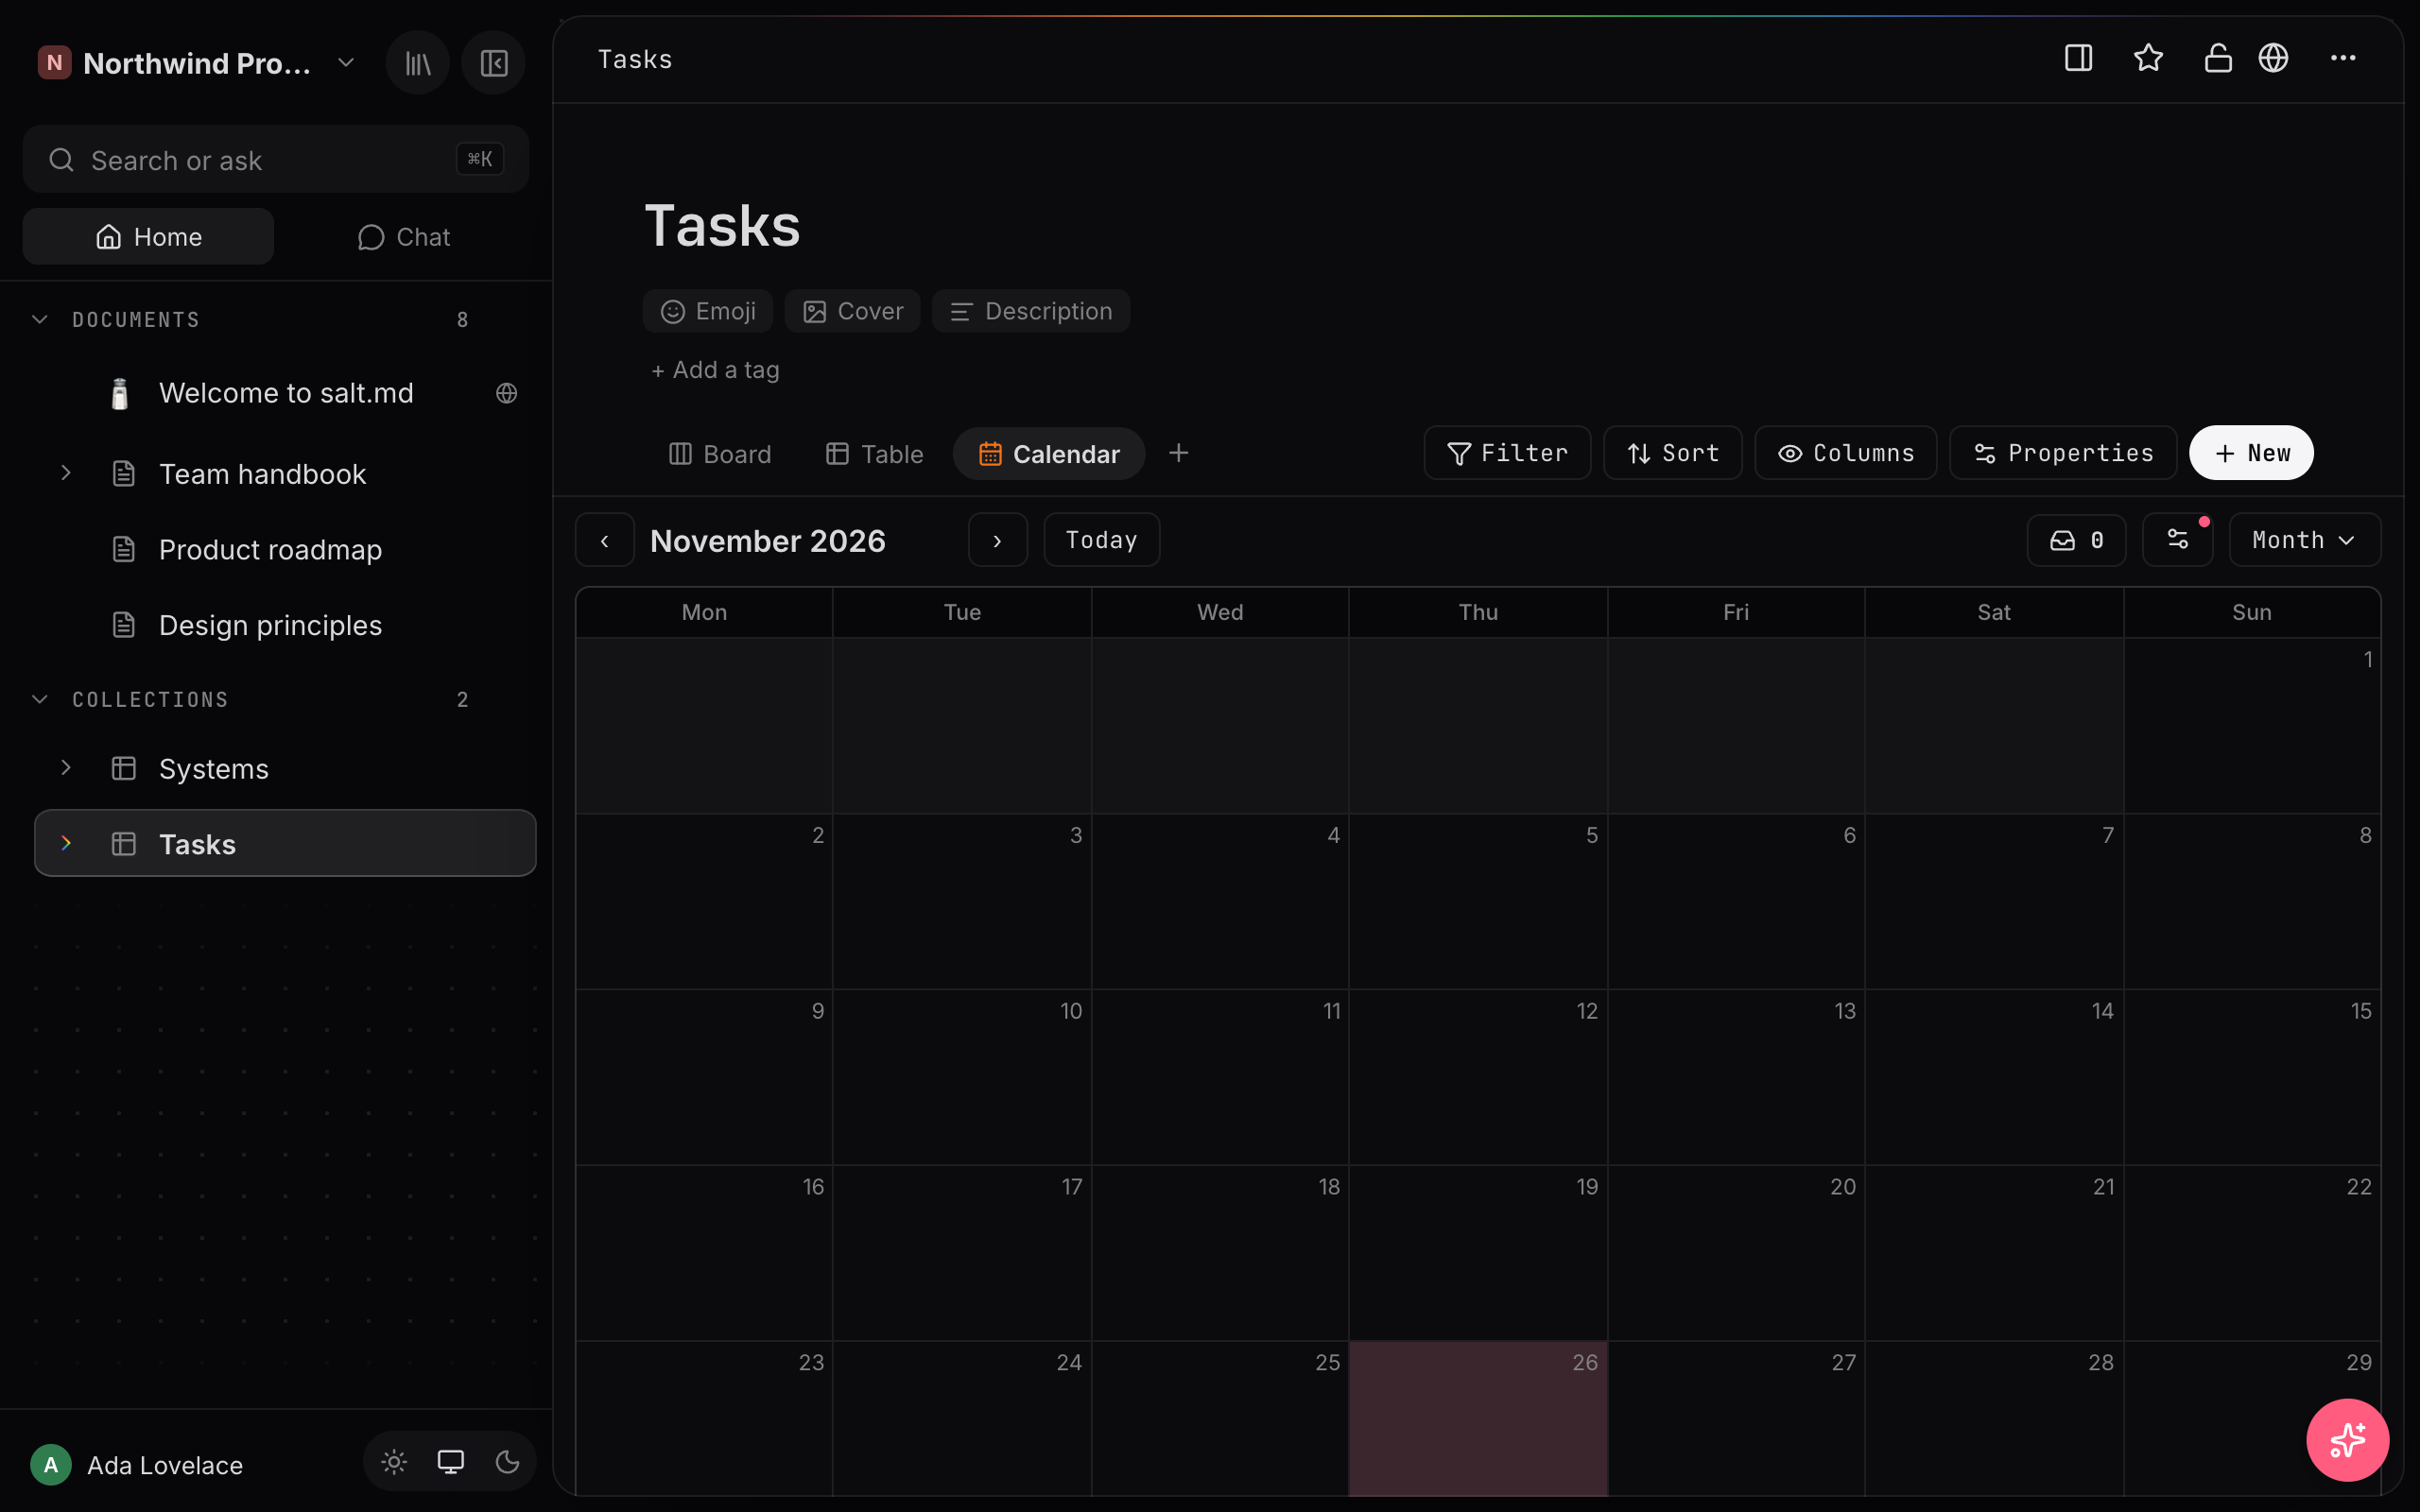 N Northwind Pro...
Search or ask ⌘K
Home Chat
DOCUMENTS 8
Welcome to salt.md
Team handbook
Product roadmap
Design principles
COLLECTIONS 2
Systems
Tasks
A Ada Lovelace
Tasks
Tasks
Emoji Cover Description
+ Add a tag
Board Table Calendar + Filter Sort Columns Properties + New
‹ November 2026 › Today 0 Month
Mon Tue Wed Thu Fri Sat Sun
1
2 3 4 5 6 7 8
9 10 11 12 13 14 15
16 17 18 19 20 21 22
23 24 25 26 27 28 29